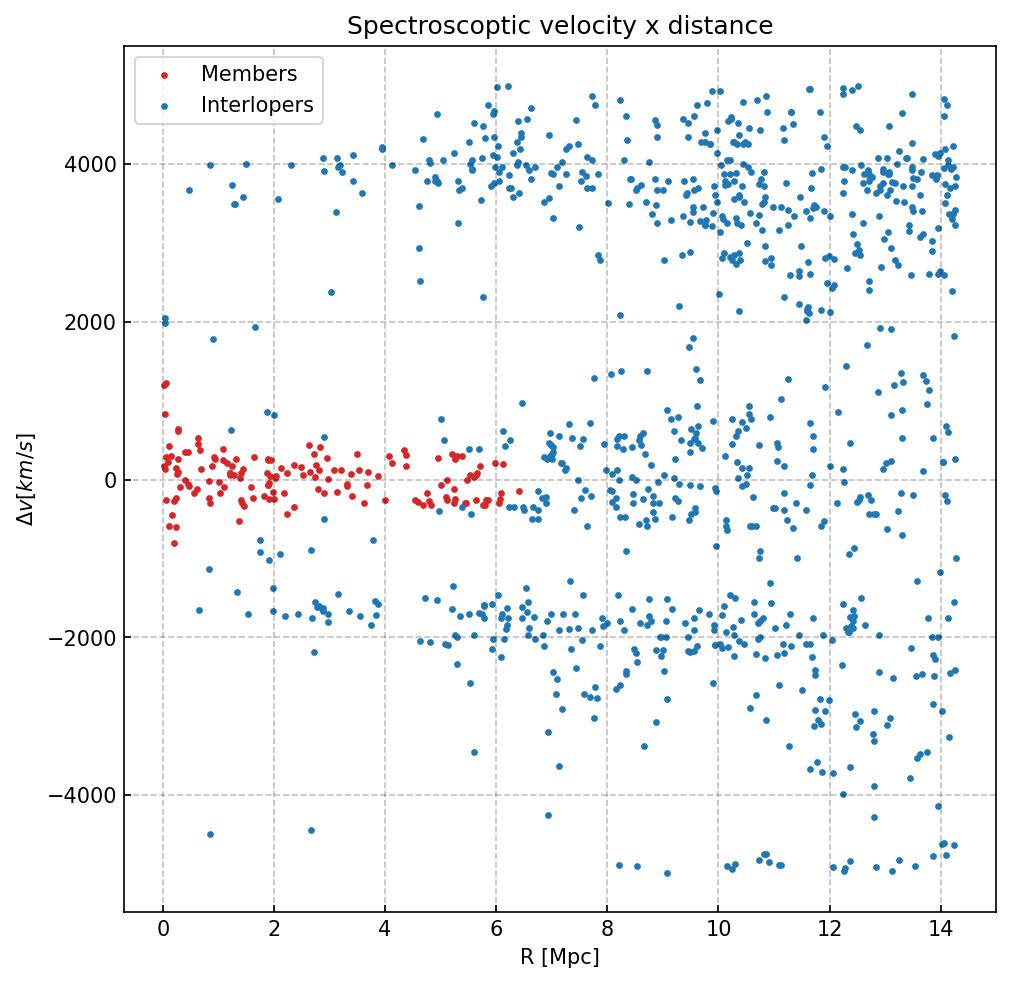 Spectroscoptic velocity x distance
Members
Interlopers
4000
2000
0
−2000
−4000
Δv[km/s]
0 2 4 6 8 10 12 14
R [Mpc]